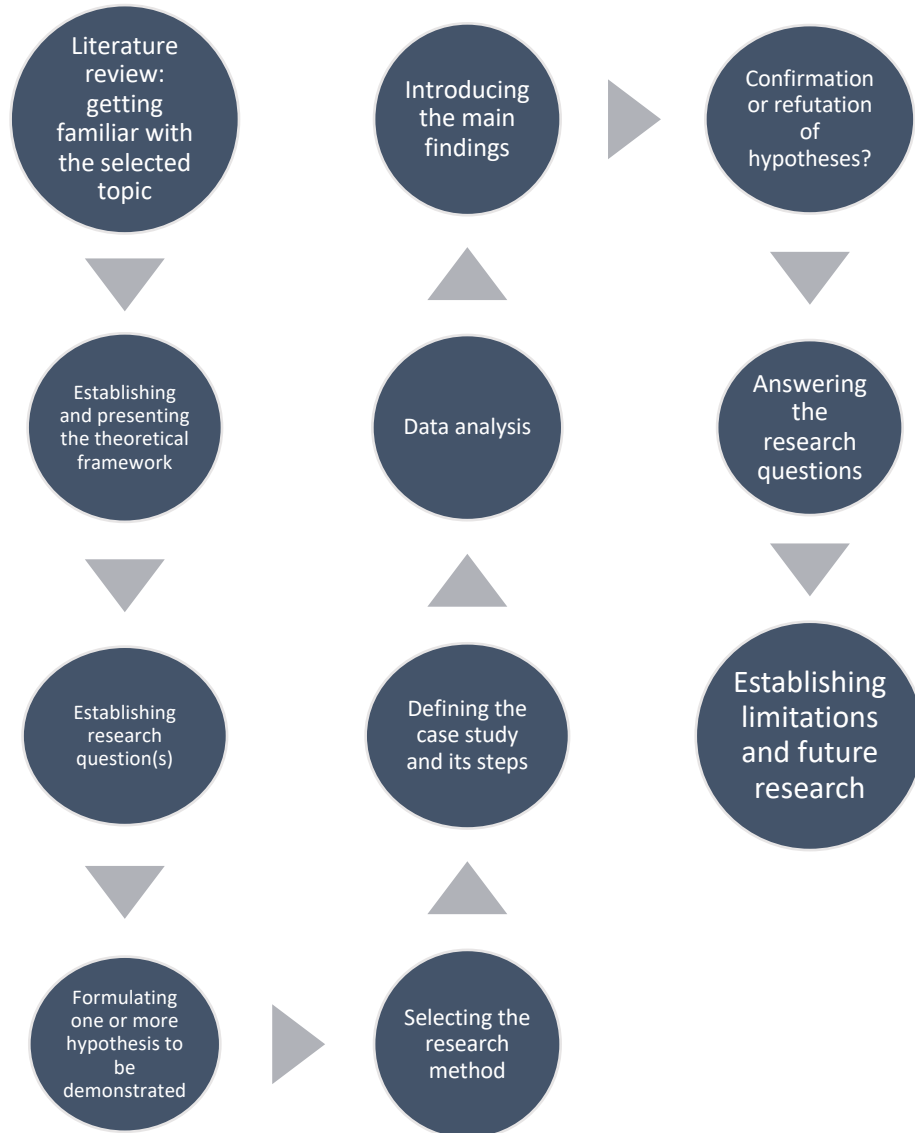 Literature
review:
getting
familiar with
the selected
topic
Establishing
and presenting
the theoretical
framework
Establishing
research
question(s)
Formulating
one or more
hypothesis to
be
demonstrated
Selecting the
research
method
Defining the
case study
and its steps
Data analysis
Introducing
the main
findings
Confirmation
or refutation
of
hypotheses?
Answering
the
research
questions
Establishing
limitations
and future
research